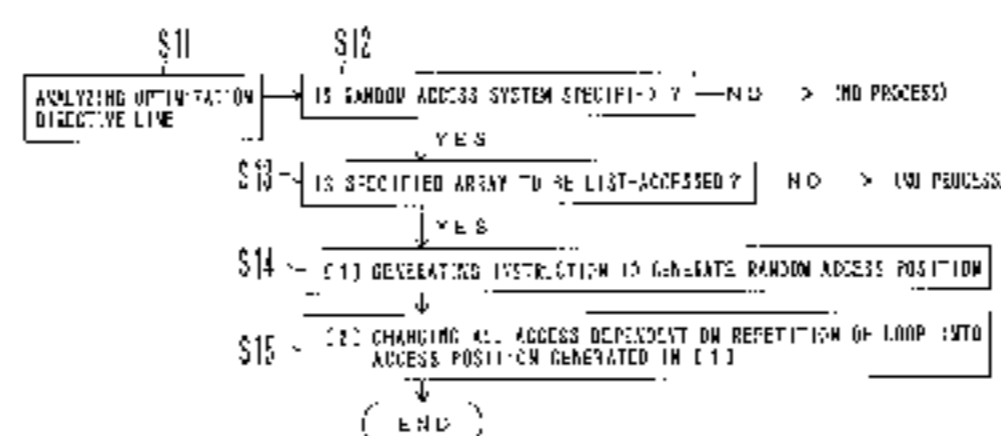 S11
S12
ANALYZING OPTIMIZATION
DIRECTIVE LINE
IS RANDOM ACCESS SYSTEM SPECIFIED ?
NO
(NO PROCESS)
YES
S13
IS SPECIFIED ARRAY TO BE LIST-ACCESSED ?
NO
(NO PROCESS
YES
S14
[1] GENERATING INSTRUCTION TO GENERATE RANDOM ACCESS POSITION
S15
[2] CHANGING ALL ACCESS DEPENDENT ON REPETITION OF LOOP INTO
ACCESS POSITION GENERATED IN [1]
END